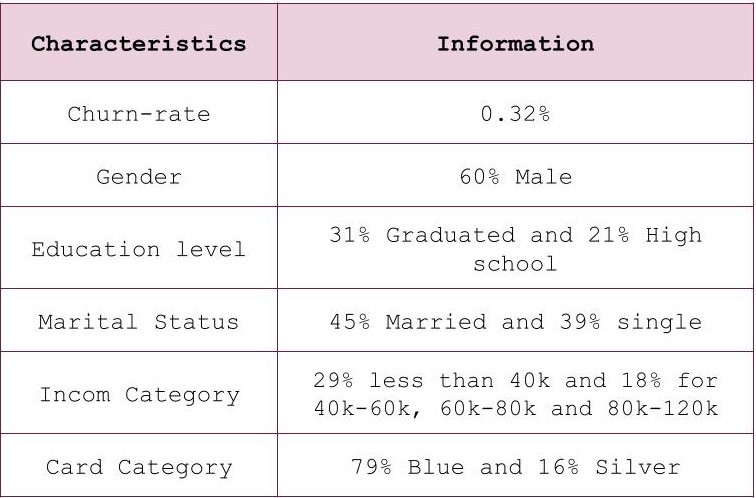 Characteristics
Information
Churn-rate
0.32%
Gender
60% Male
Education level
31% Graduated and 21% High
school
Marital Status
45% Married and 39% single
Incom Category
29% less than 40k and 18% for
40k-60k, 60k-80k and 80k-120k
Card Category
79% Blue and 16% Silver